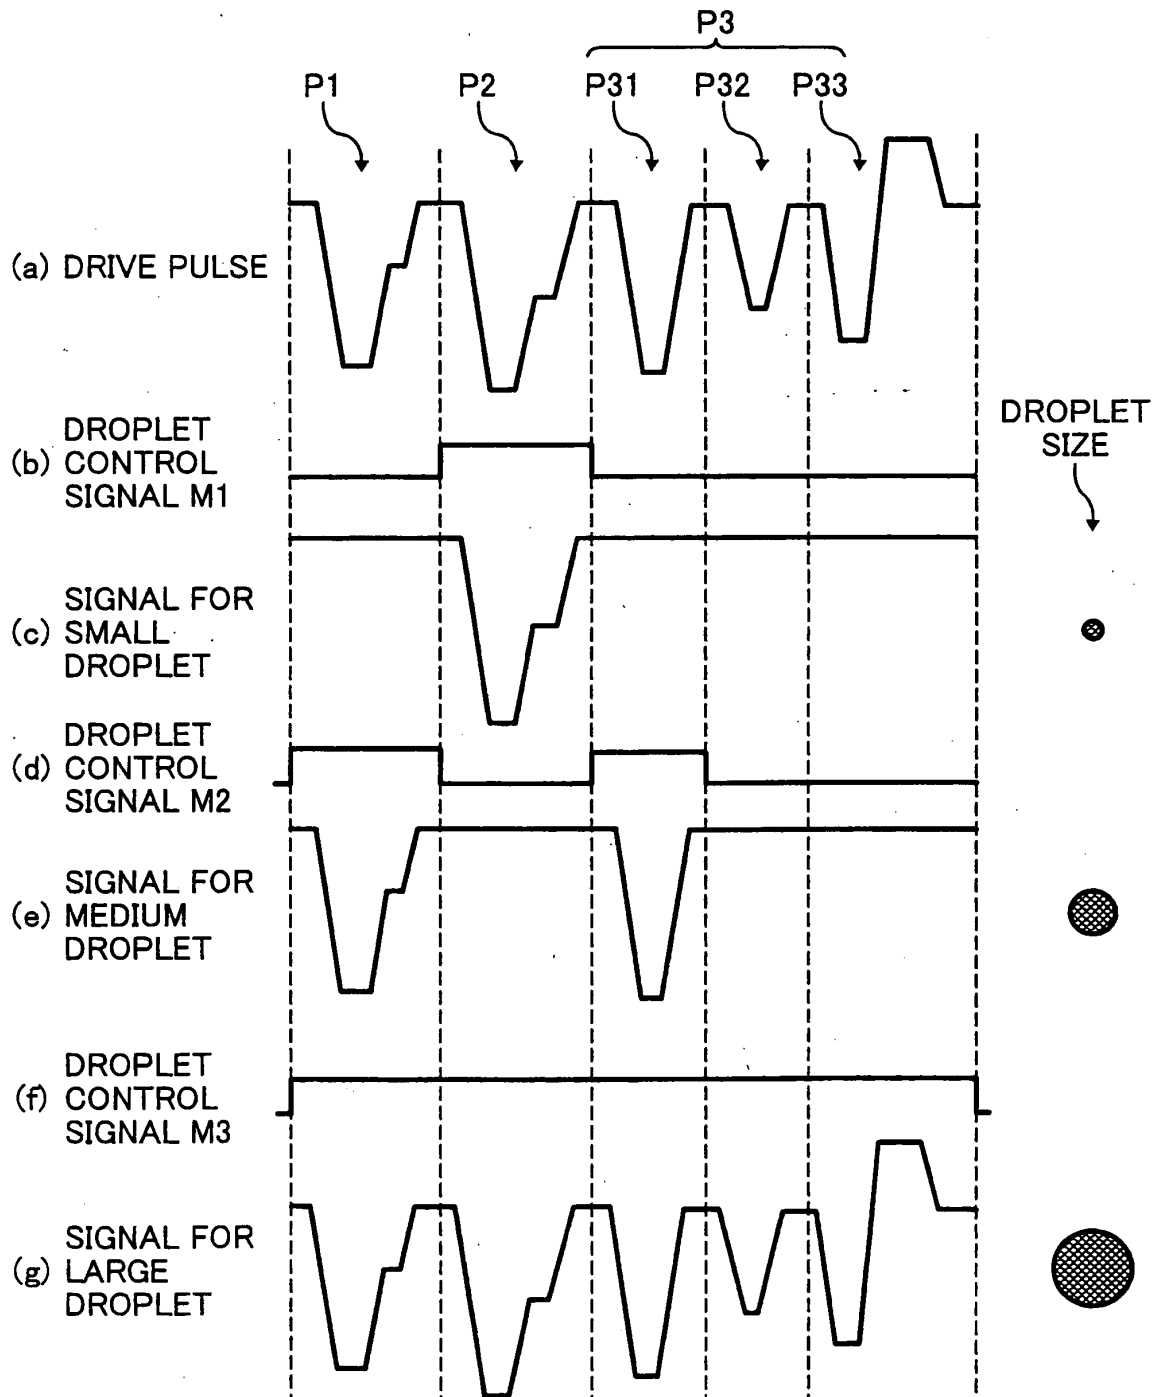 P3
P1 P2 P31 P32 P33
(a) DRIVE PULSE
DROPLET
SIZE
DROPLET
(b) CONTROL
SIGNAL M1
SIGNAL FOR
(c) SMALL
DROPLET
DROPLET
(d) CONTROL
SIGNAL M2
SIGNAL FOR
(e) MEDIUM
DROPLET
DROPLET
(f) CONTROL
SIGNAL M3
SIGNAL FOR
(g) LARGE
DROPLET